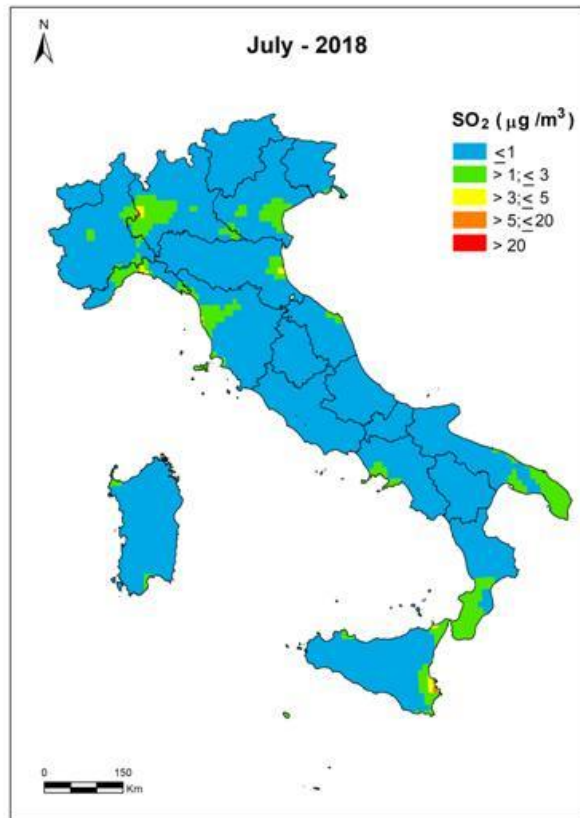 N
July - 2018
SO₂ ( µg /m³)
≤1
> 1;≤ 3
> 3;≤ 5
> 5;≤20
> 20
0 150
Km